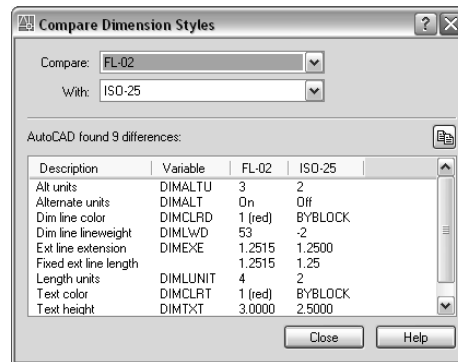 Compare Dimension Styles
Compare: FL-02
With: ISO-25
AutoCAD found 9 differences:
Description Variable FL-02 ISO-25
Alt units DIMALTU 3 2
Alternate units DIMALT On Off
Dim line color DIMCLRD 1 (red) BYBLOCK
Dim line lineweight DIMLWD 53 -2
Ext line extension DIMEXE 1.2515 1.2500
Fixed ext line length 1.2515 1.25
Length units DIMLUNIT 4 2
Text color DIMCLRT 1 (red) BYBLOCK
Text height DIMTXT 3.0000 2.5000
Close Help